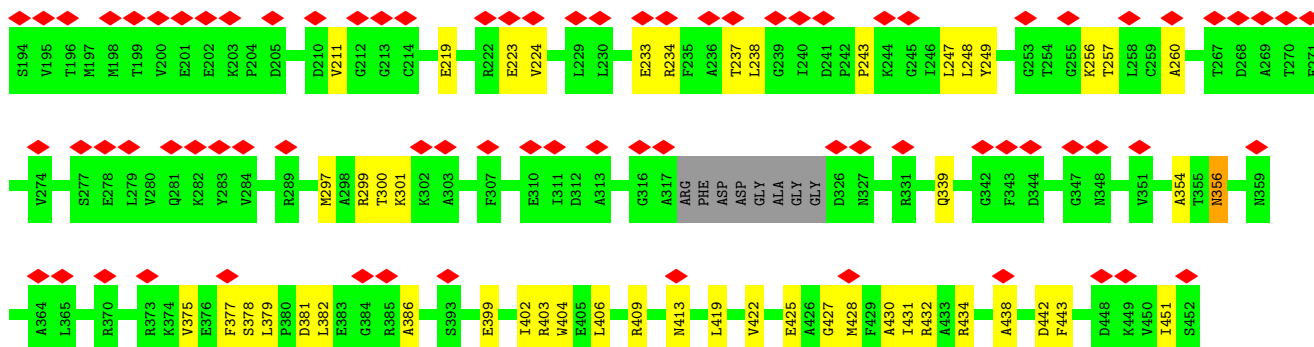 S194 V195 T196 M197 M198 T199 V200 E201 E202 K203 P204 D205 D210 V211 G212 G213 C214 E219 R222 E223 V224 L229 L230 E233 R234 F235 A236 T237 L238 G239 I240 D241 P242 P243 K244 G245 I246 L247 L248 Y249 G253 T254 G255 K256 T257 L258 C259 A260 T267 D268 A269 T270 F271
V274 S277 E278 L279 V280 Q281 K282 Y283 V284 R289 M297 A298 R299 T300 K301 K302 A303 F307 E310 I311 D312 A313 G316 A317 ARG PHE ASP ASP GLY ALA GLY GLY D326 N327 R331 Q339 G342 F343 D344 G347 N348 V351 A354 T355 N356 N359
A364 L365 R370 R373 K374 V375 E376 F377 S378 L379 P380 D381 L382 E383 G384 R385 A386 S393 E399 I402 R403 W404 E405 L406 R409 N413 L419 V422 E425 A426 G427 M428 F429 A430 I431 R432 A433 R434 A438 D442 F443 D448 K449 V450 I451 S452